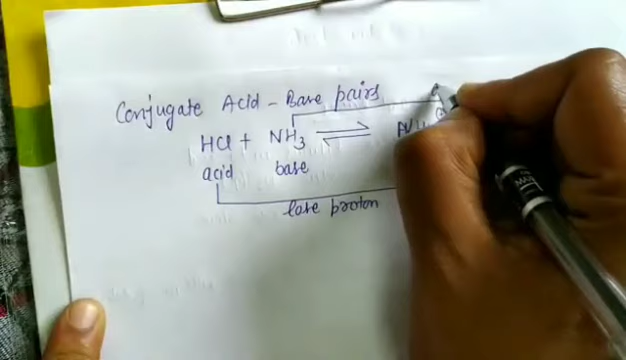 Conjugate Acid - Base pairs
HCl + NH3 ⇌
acid base
lose proton